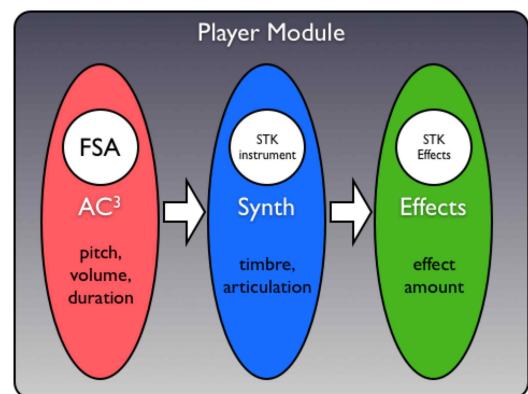 Player Module
FSA
AC³
pitch,
volume,
duration
STK
instrument
Synth
timbre,
articulation
STK
Effects
Effects
effect
amount